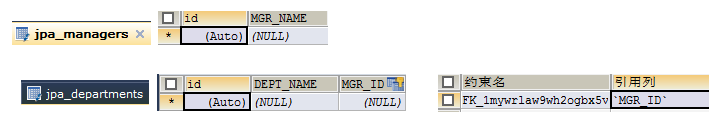 jpa_managers
id MGR_NAME
* (Auto) (NULL)
jpa_departments
id DEPT_NAME MGR_ID
* (Auto) (NULL) (NULL)
约束名 引用列
FK_1mywrlaw9wh2ogbx5v `MGR_ID`